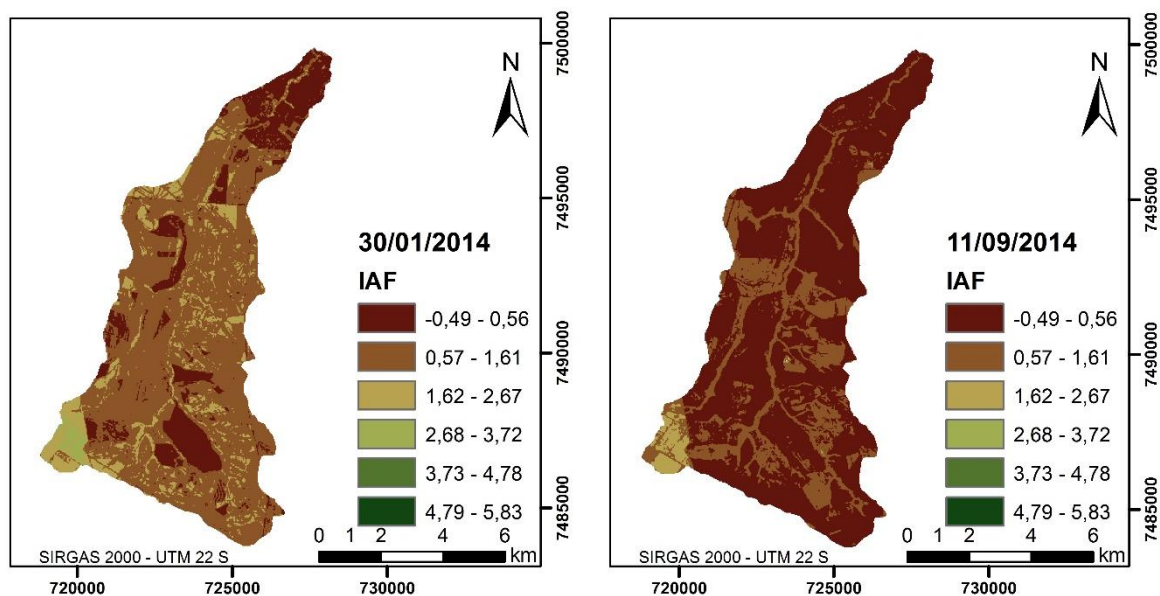 N
30/01/2014
IAF
-0,49 - 0,56
0,57 - 1,61
1,62 - 2,67
2,68 - 3,72
3,73 - 4,78
4,79 - 5,83
0 1 2 4 6
km
SIRGAS 2000 - UTM 22 S
720000 725000 730000
7500000
7495000
7490000
7485000
N
11/09/2014
IAF
-0,49 - 0,56
0,57 - 1,61
1,62 - 2,67
2,68 - 3,72
3,73 - 4,78
4,79 - 5,83
0 1 2 4 6
km
SIRGAS 2000 - UTM 22 S
720000 725000 730000
7500000
7495000
7490000
7485000